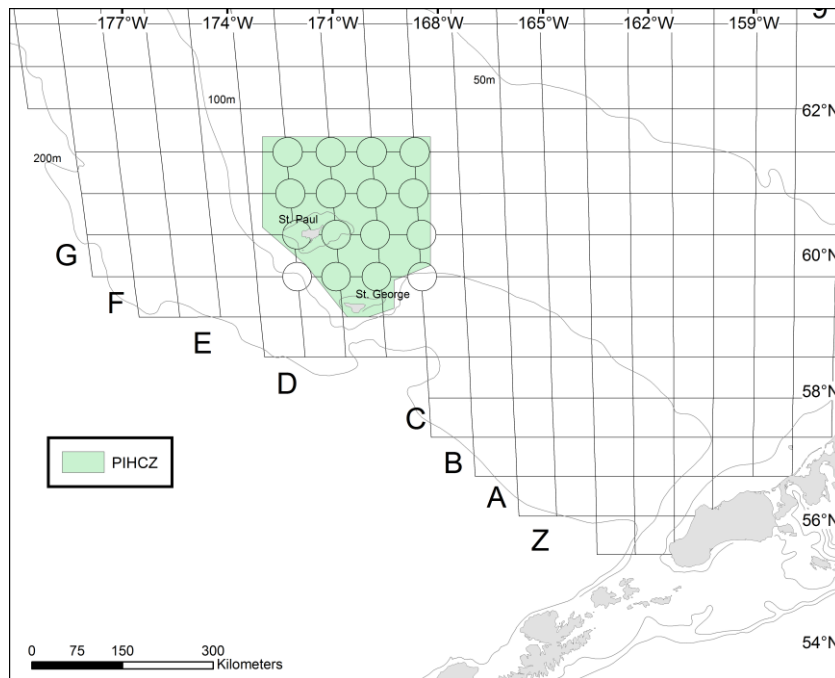 9
177°W 174°W 171°W 168°W 165°W 162°W 159°W
50m
100m
62°N
200m
St. Paul
G
60°N
F
St. George
E
D
58°N
C
B
PIHCZ
A
56°N
Z
54°N
0 75 150 300
Kilometers